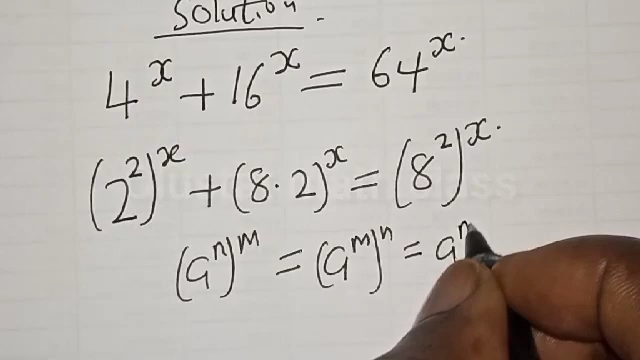 Solution.
4^x + 16^x = 64^x.
(2^2)^x + (8·2)^x = (8^2)^x.
(a^n)^m = (a^m)^n = a^n